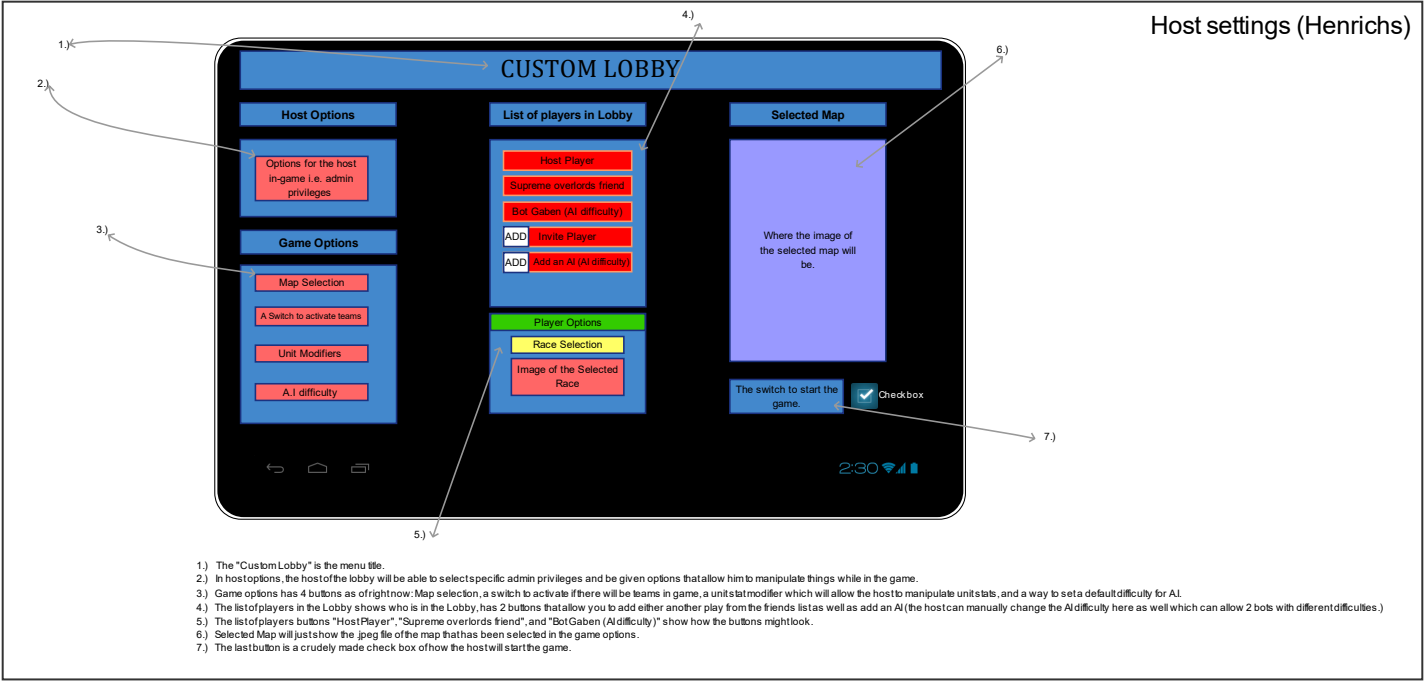 Host settings (Henrichs)
4.)
1.)
6.)
2.)
CUSTOM LOBBY
Host Options
List of players in Lobby
Selected Map
Options for the host
in-game i.e. admin
privileges
Host Player
Supreme overlords friend
Bot Gaben (AI difficulty)
ADD
Invite Player
ADD
Add an AI (AI difficulty)
Where the image of
the selected map will
be.
3.)
Game Options
Map Selection
A Switch to activate teams
Unit Modifiers
A.I difficulty
Player Options
Race Selection
Image of the Selected
Race
The switch to start the
game.
Checkbox
7.)
2:30
5.)
1.) The "Custom Lobby" is the menu title.
2.) In host options, the host of the lobby will be able to select specific admin privileges and be given options that allow him to manipulate things while in the game.
3.) Game options has 4 buttons as of right now: Map selection, a switch to activate if there will be teams in game, a unit stat modifier which will allow the host to manipulate unit stats, and a way to set a default difficulty for A.I.
4.) The list of players in the Lobby shows who is in the Lobby, has 2 buttons that allow you to add either another play from the friends list as well as add an AI (the host can manually change the AI difficulty here as well which can allow 2 bots with different difficulties.)
5.) The list of players buttons "Host Player", "Supreme overlords friend", and "Bot Gaben (AI difficulty)" show how the buttons might look.
6.) Selected Map will just show the .jpeg file of the map that has been selected in the game options.
7.) The last button is a crudely made check box of how the host will start the game.